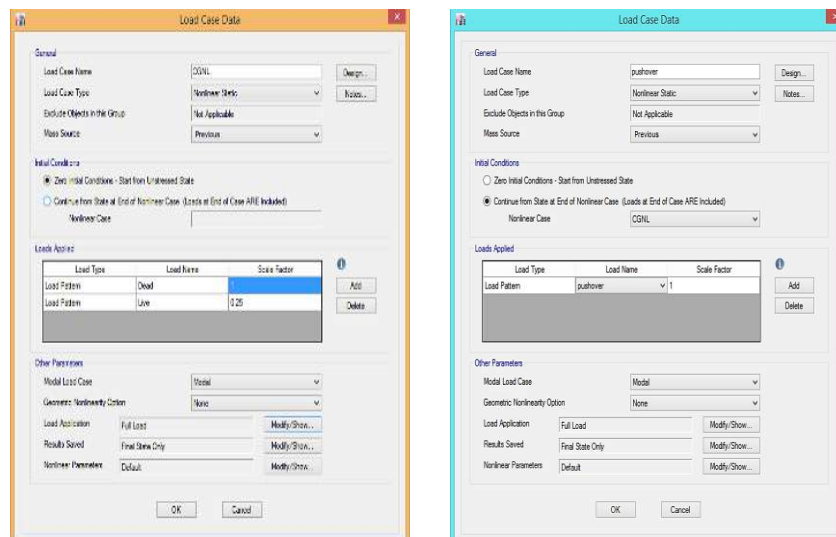 Load Case Data
General
Load Case Name CGNL Design...
Load Case Type Nonlinear Static Notes...
Exclude Objects in this Group Not Applicable
Mass Source Previous
Initial Conditions
Zero Initial Conditions - Start from Unstressed State
Continue from State at End of Nonlinear Case (Loads at End of Case ARE Included)
Nonlinear Case
Loads Applied
Load Type Load Name Scale Factor
Load Pattern Dead 1 Add
Load Pattern Live 0.25 Delete
Other Parameters
Modal Load Case Modal
Geometric Nonlinearity Option None
Load Application Full Load Modify/Show...
Results Saved Final State Only Modify/Show...
Nonlinear Parameters Default Modify/Show...
OK Cancel
Load Case Data
General
Load Case Name pushover Design...
Load Case Type Nonlinear Static Notes...
Exclude Objects in this Group Not Applicable
Mass Source Previous
Initial Conditions
Zero Initial Conditions - Start from Unstressed State
Continue from State at End of Nonlinear Case (Loads at End of Case ARE Included)
Nonlinear Case CGNL
Loads Applied
Load Type Load Name Scale Factor
Load Pattern pushover 1 Add
Delete
Other Parameters
Modal Load Case Modal
Geometric Nonlinearity Option None
Load Application Full Load Modify/Show...
Results Saved Final State Only Modify/Show...
Nonlinear Parameters Default Modify/Show...
OK Cancel